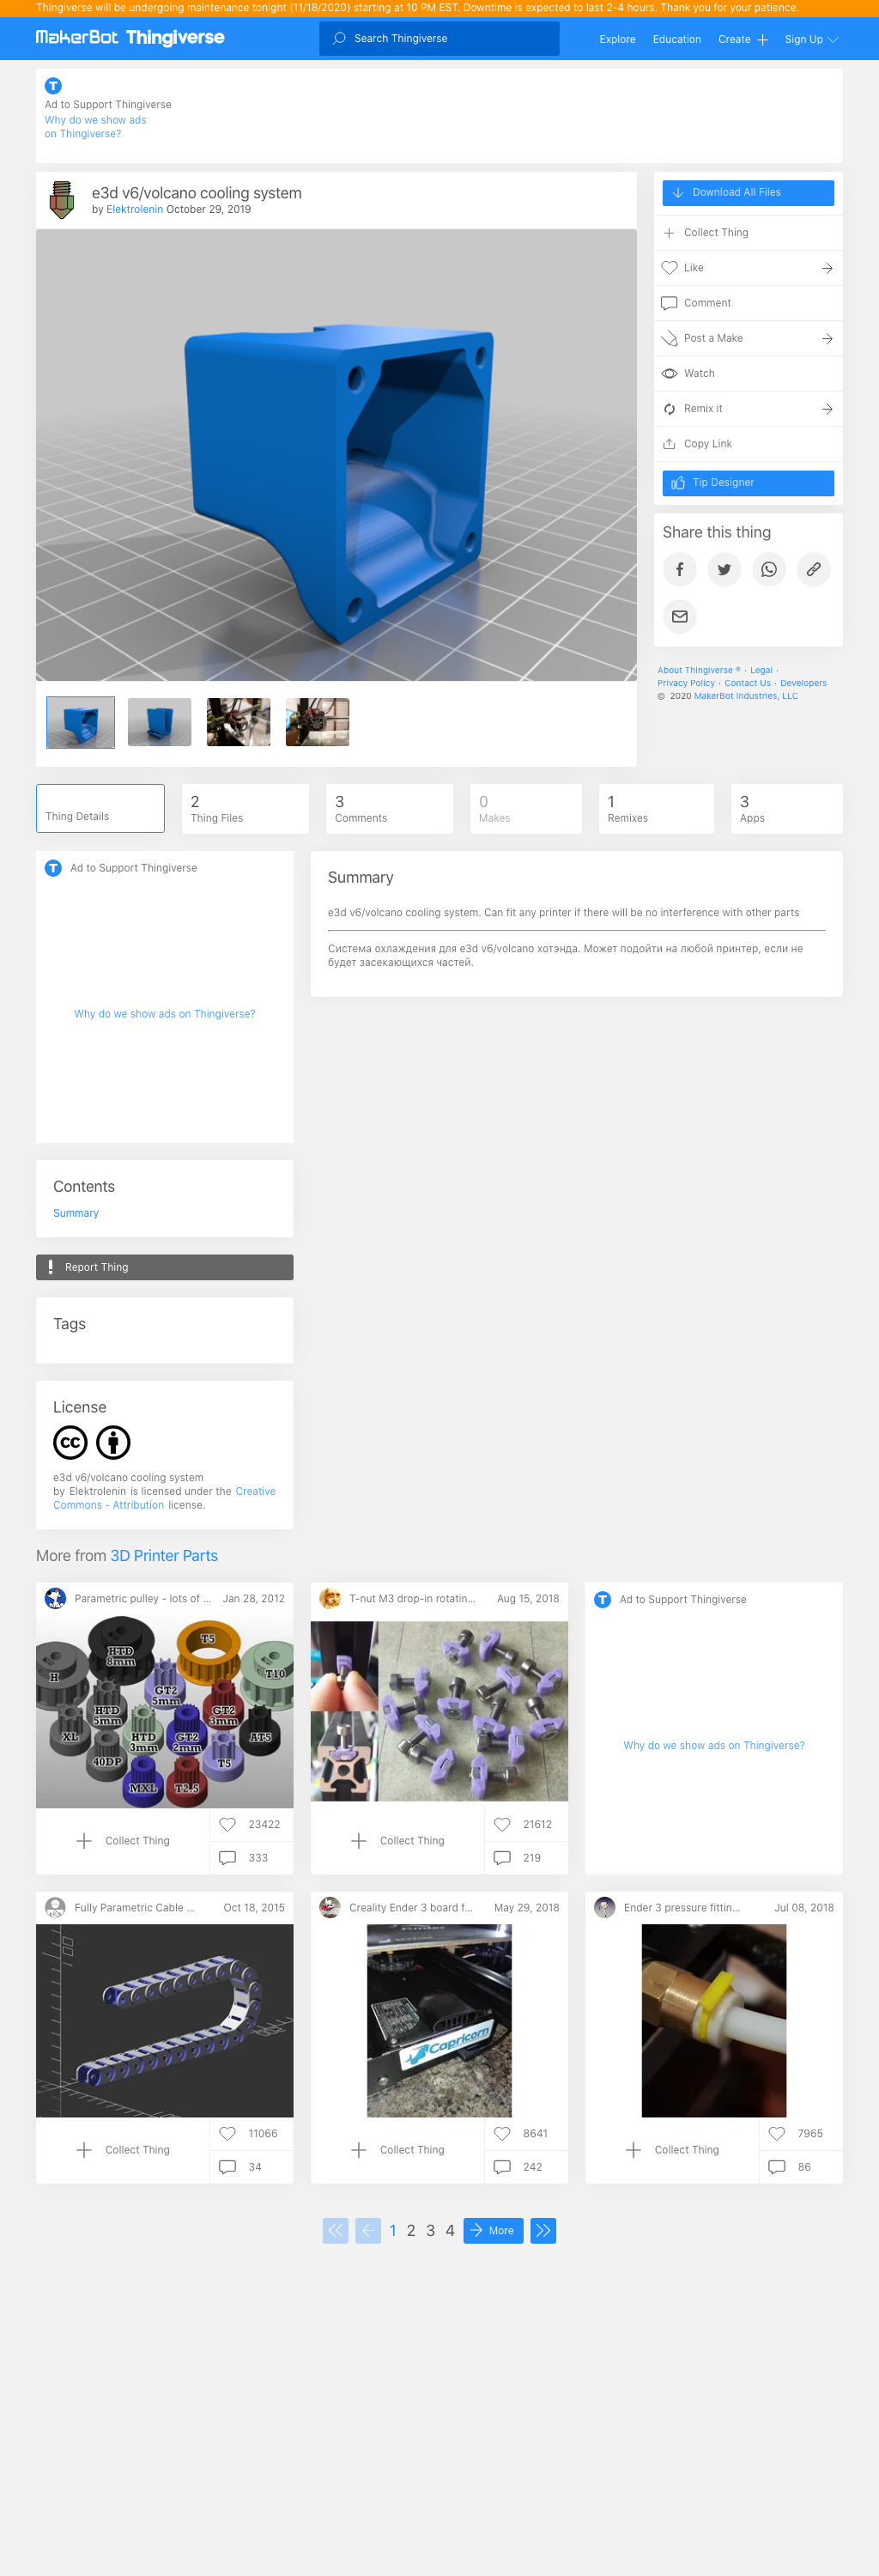 Thingiverse will be undergoing maintenance tonight (11/18/2020) starting at 10 PM EST. Downtime is expected to last 2-4 hours. Thank you for your patience.
MakerBot Thingiverse
Search Thingiverse
Explore
Education
Create
Sign Up
Ad to Support Thingiverse
Why do we show ads
on Thingiverse?
e3d v6/volcano cooling system
by Elektrolenin October 29, 2019
Download All Files
Collect Thing
Like
Comment
Post a Make
Watch
Remix it
Copy Link
Tip Designer
Share this thing
About Thingiverse ® · Legal ·
Privacy Policy · Contact Us · Developers
© 2020 MakerBot Industries, LLC
Thing Details
2
Thing Files
3
Comments
0
Makes
1
Remixes
3
Apps
Ad to Support Thingiverse
Why do we show ads on Thingiverse?
Summary
e3d v6/volcano cooling system. Can fit any printer if there will be no interference with other parts
Система охлаждения для e3d v6/volcano хотэнда. Может подойти на любой принтер, если не
будет засекающихся частей.
Contents
Summary
Report Thing
Tags
License
e3d v6/volcano cooling system
by Elektrolenin is licensed under the Creative
Commons - Attribution license.
More from 3D Printer Parts
Parametric pulley - lots of ...
Jan 28, 2012
H
HTD
8mm
T5
T10
GT2
5mm
HTD
5mm
GT2
3mm
XL
HTD
3mm
GT2
2mm
AT5
40DP
T5
MXL
T2.5
Collect Thing
23422
333
T-nut M3 drop-in rotatin...
Aug 15, 2018
Collect Thing
21612
219
Ad to Support Thingiverse
Why do we show ads on Thingiverse?
Fully Parametric Cable ...
Oct 18, 2015
Collect Thing
11066
34
Creality Ender 3 board f...
May 29, 2018
Capricorn
Collect Thing
8641
242
Ender 3 pressure fittin...
Jul 08, 2018
Collect Thing
7965
86
1 2 3 4 More